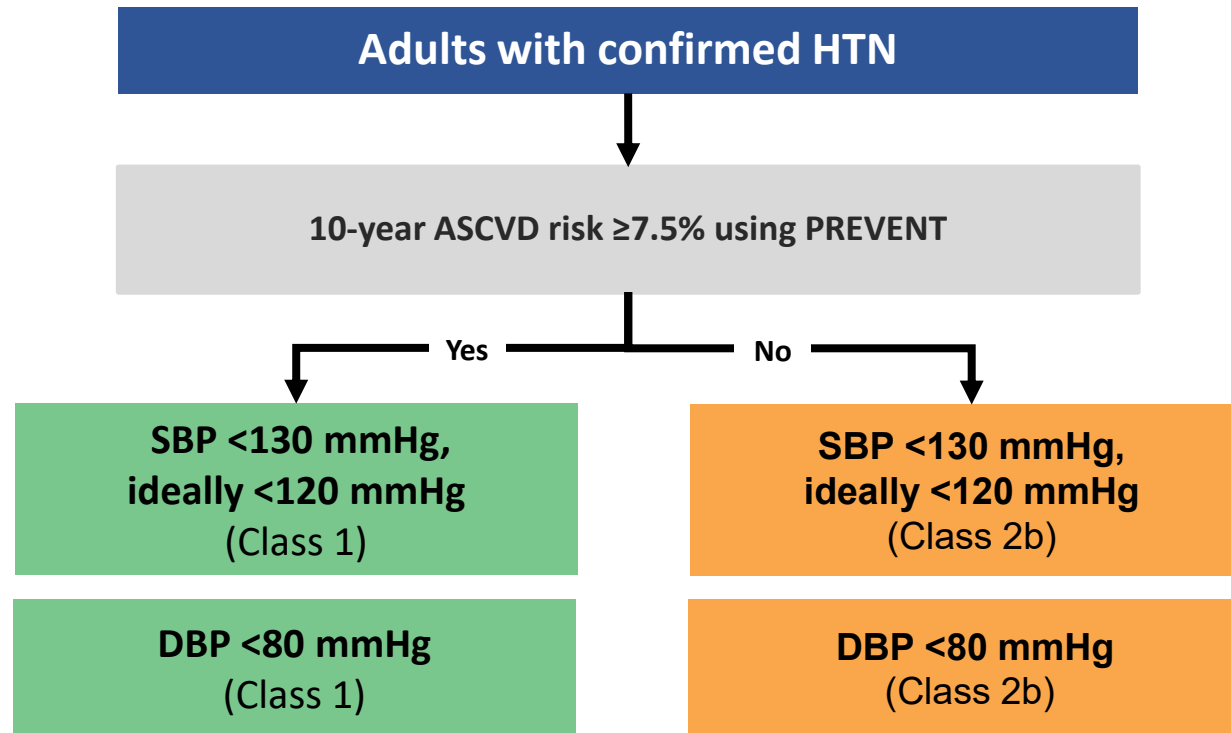 Adults with confirmed HTN
10-year ASCVD risk ≥7.5% using PREVENT
Yes
No
SBP <130 mmHg,
ideally <120 mmHg
(Class 1)
SBP <130 mmHg,
ideally <120 mmHg
(Class 2b)
DBP <80 mmHg
(Class 1)
DBP <80 mmHg
(Class 2b)